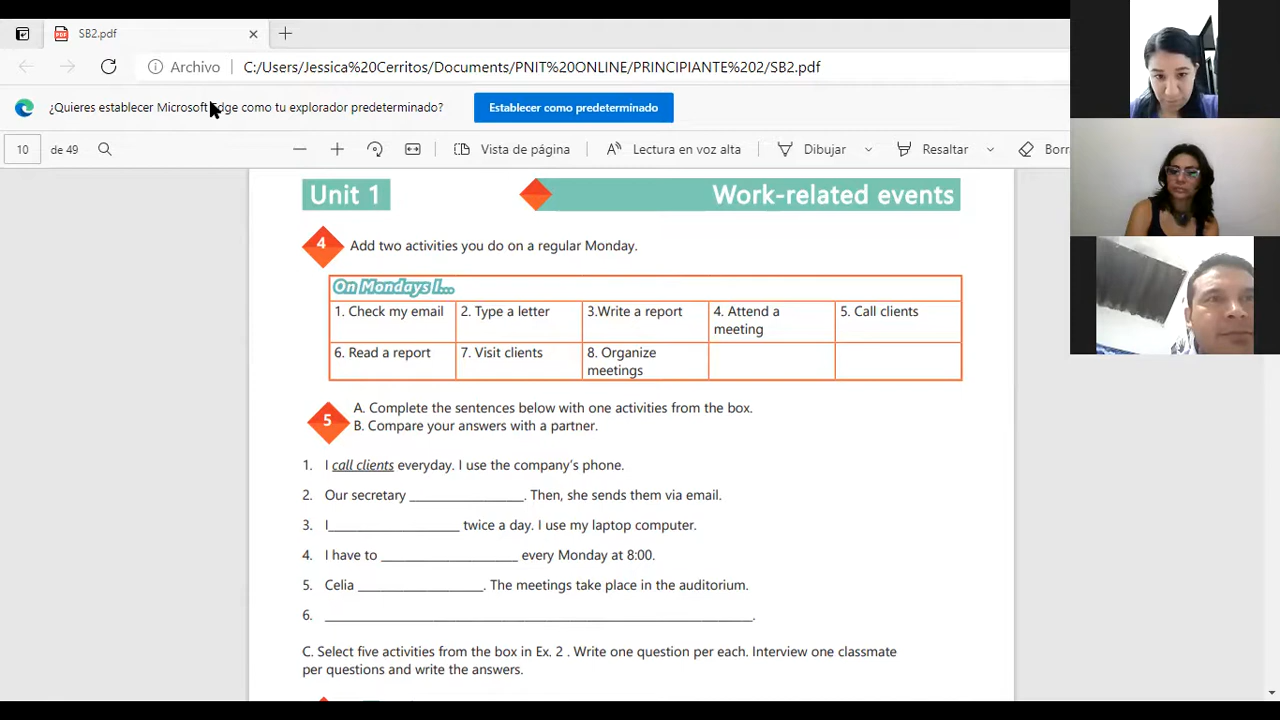 SB2.pdf
Archivo C:/Users/Jessica%20Cerritos/Documents/PNIT%20ONLINE/PRINCIPIANTE%202/SB2.pdf
¿Quieres establecer Microsoft Edge como tu explorador predeterminado? Establecer como predeterminado
10 de 49 Vista de página Lectura en voz alta Dibujar Resaltar Borr
Unit 1 Work-related events
4 Add two activities you do on a regular Monday.
On Mondays I...
1. Check my email 2. Type a letter 3.Write a report 4. Attend a meeting 5. Call clients
6. Read a report 7. Visit clients 8. Organize meetings
5 A. Complete the sentences below with one activities from the box.
B. Compare your answers with a partner.
1. I call clients everyday. I use the company's phone.
2. Our secretary _________________. Then, she sends them via email.
3. I____________________ twice a day. I use my laptop computer.
4. I have to _____________________ every Monday at 8:00.
5. Celia ___________________. The meetings take place in the auditorium.
6. ________________________________________________________________.
C. Select five activities from the box in Ex. 2 . Write one question per each. Interview one classmate
per questions and write the answers.